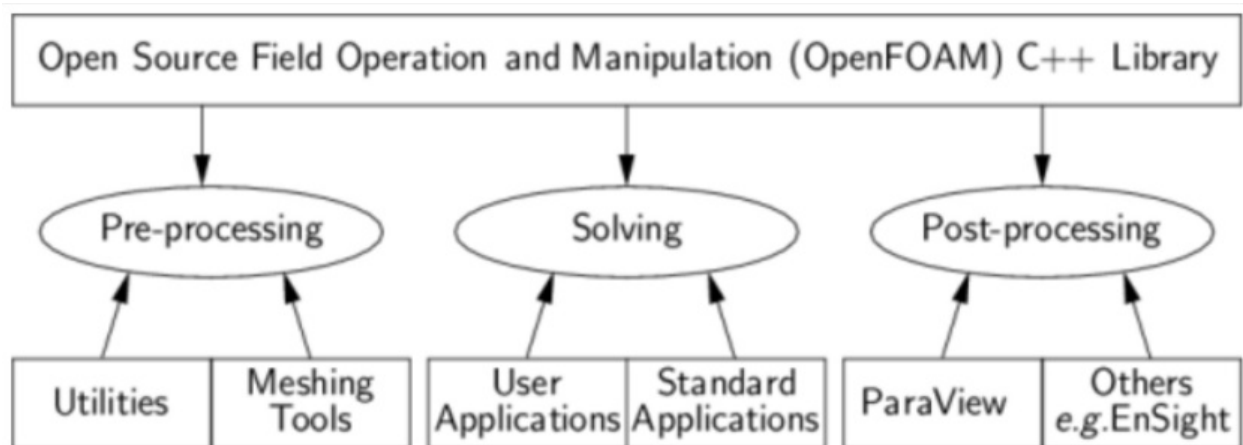 Open Source Field Operation and Manipulation (OpenFOAM) C++ Library
Pre-processing
Solving
Post-processing
Utilities
Meshing
Tools
User
Applications
Standard
Applications
ParaView
Others
e.g.EnSight